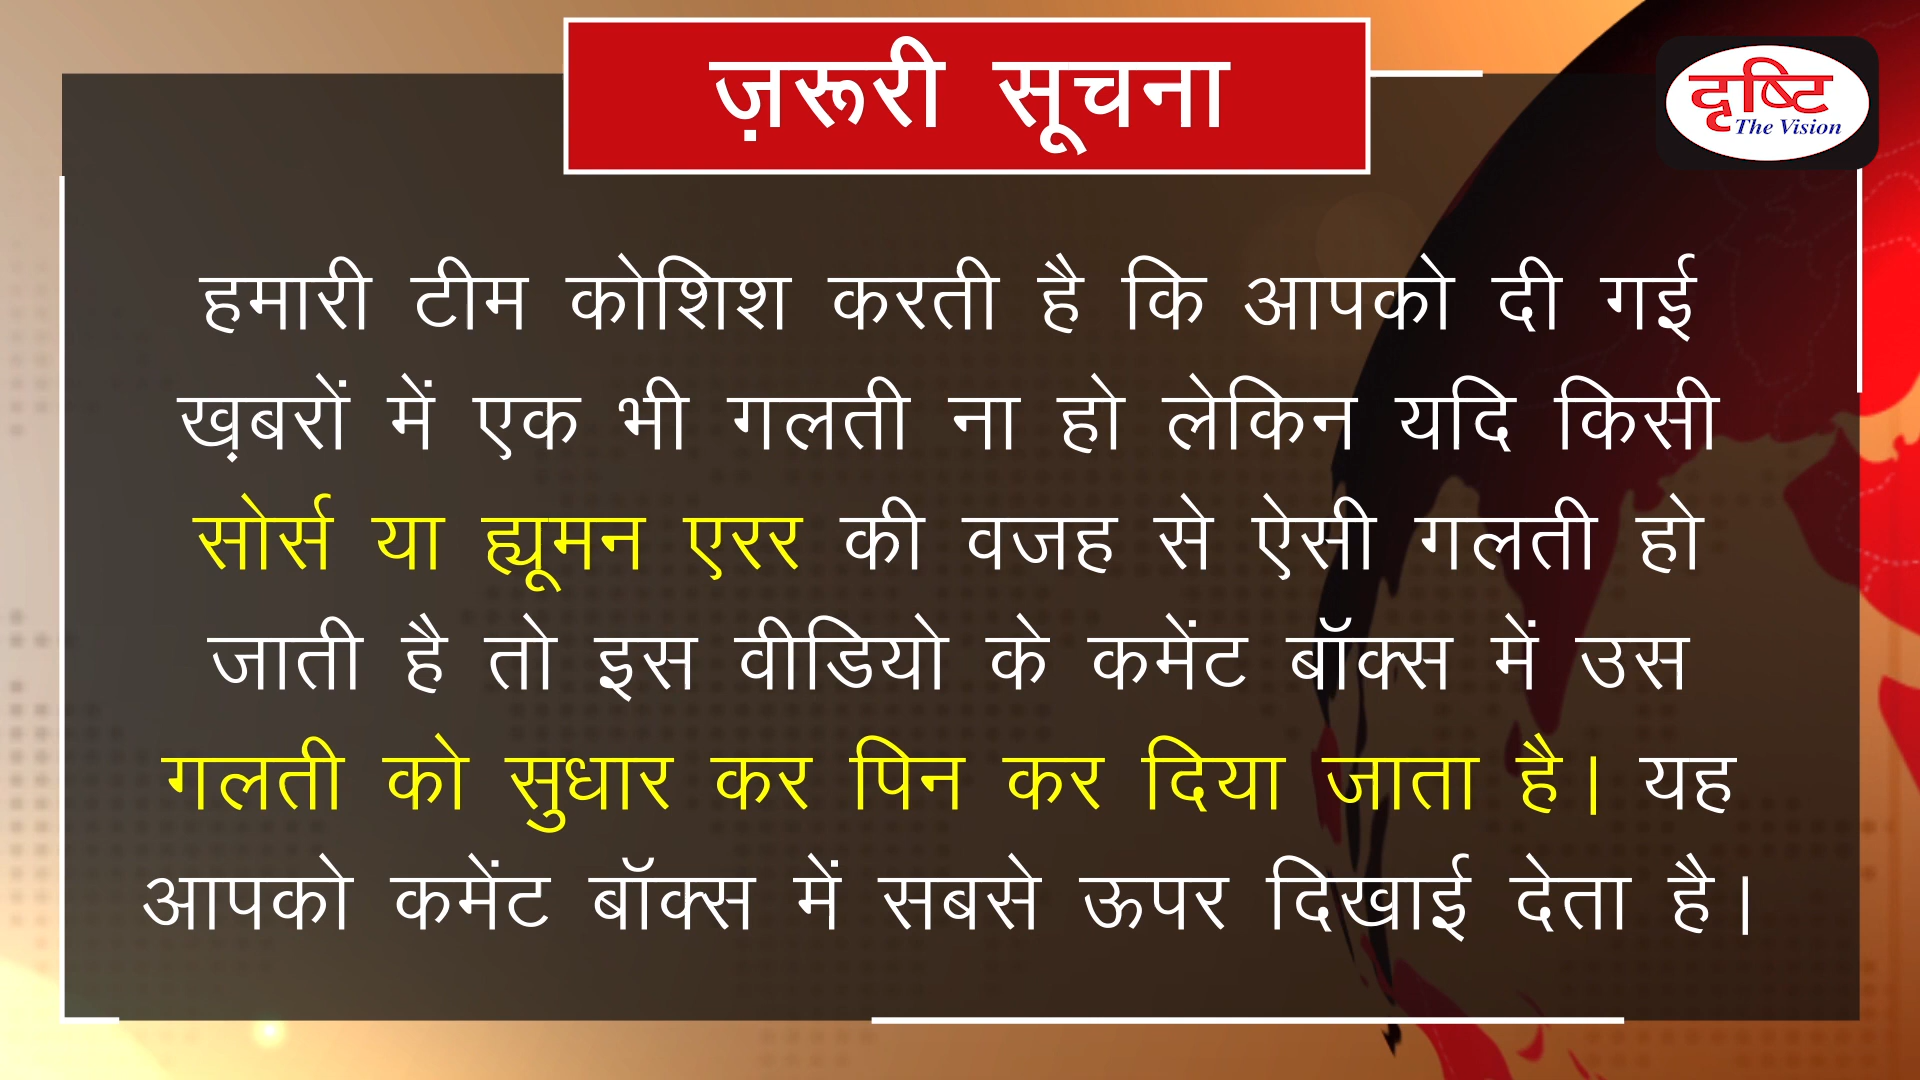 ज़रूरी सूचना
दृष्टि
The Vision
हमारी टीम कोशिश करती है कि आपको दी गई
ख़बरों में एक भी गलती ना हो लेकिन यदि किसी
सोर्स या ह्यूमन एरर की वजह से ऐसी गलती हो
जाती है तो इस वीडियो के कमेंट बॉक्स में उस
गलती को सुधार कर पिन कर दिया जाता है। यह
आपको कमेंट बॉक्स में सबसे ऊपर दिखाई देता है।